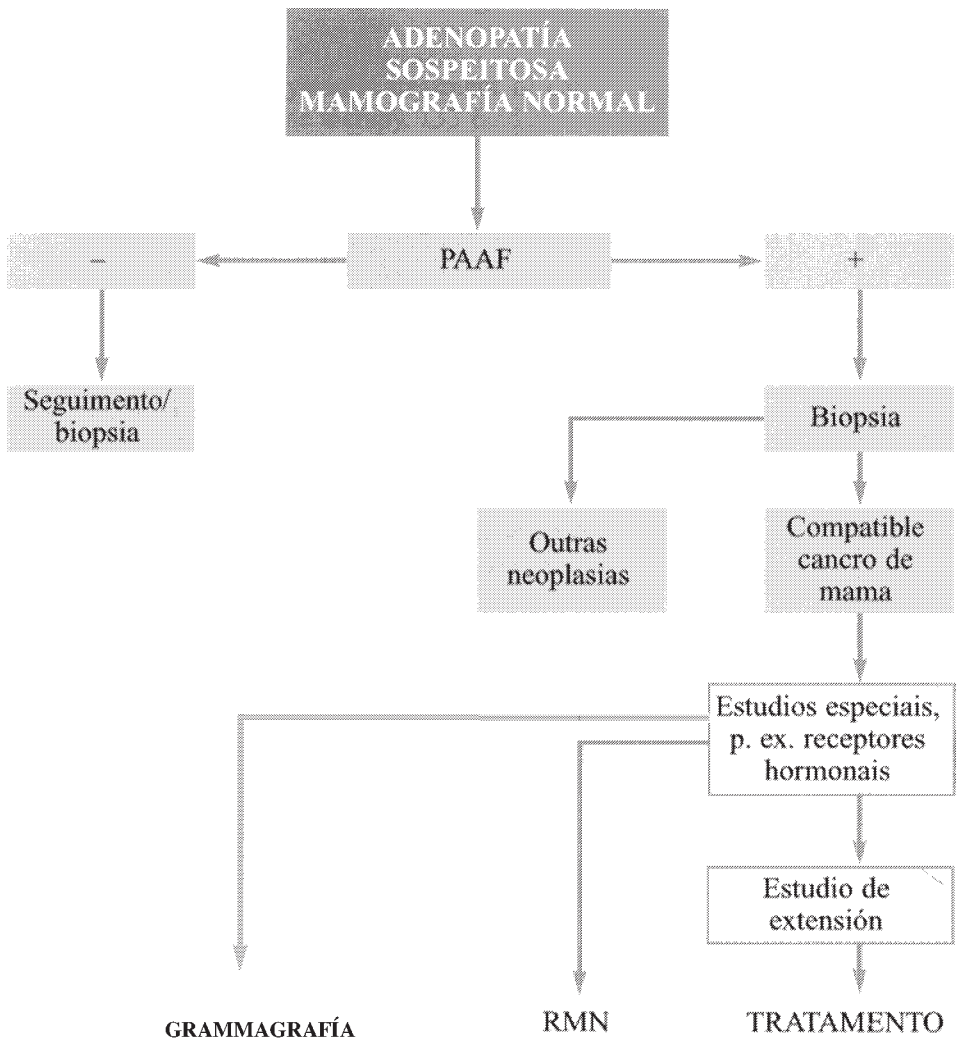 ADENOPATÍA
SOSPEITOSA
MAMOGRAFÍA NORMAL
–
PAAF
+
Seguimento/
biopsia
Biopsia
Outras
neoplasias
Compatible
cancro de
mama
Estudios especiais,
p. ex. receptores
hormonais
Estudio de
extensión
GRAMMAGRAFÍA
RMN
TRATAMENTO